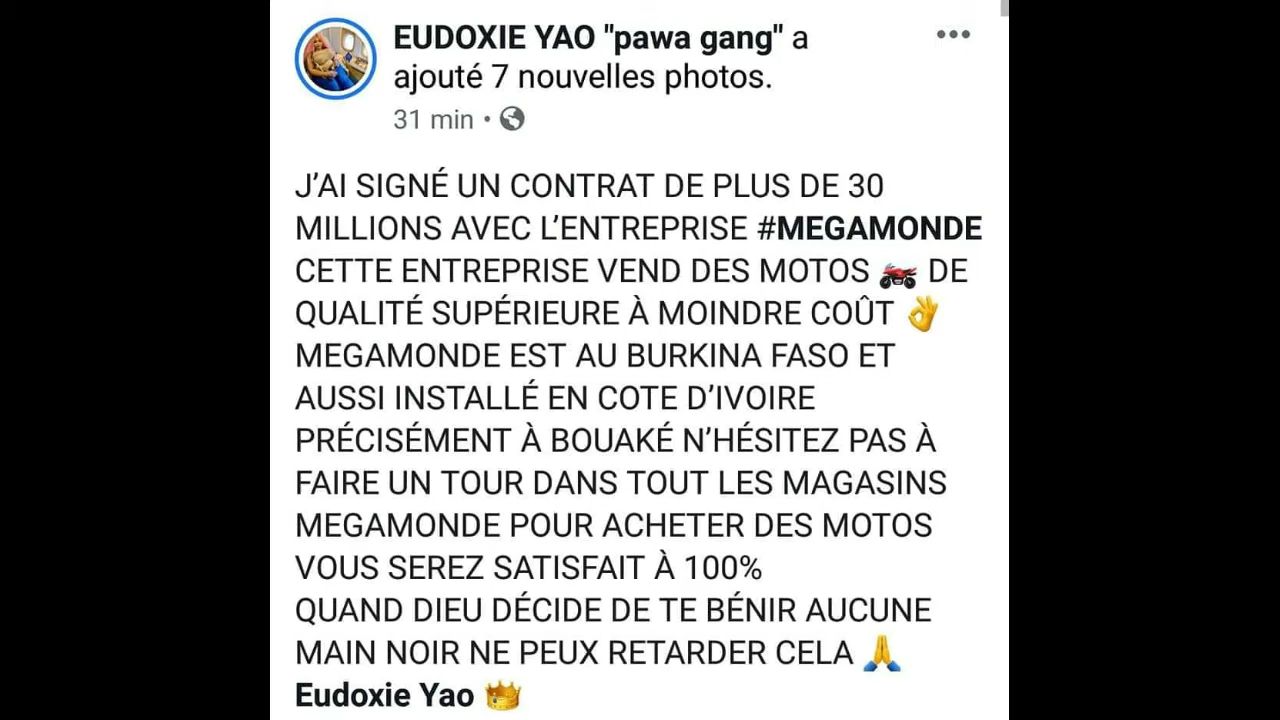 EUDOXIE YAO "pawa gang" a
ajouté 7 nouvelles photos.
31 min •
J'AI SIGNÉ UN CONTRAT DE PLUS DE 30
MILLIONS AVEC L'ENTREPRISE #MEGAMONDE
CETTE ENTREPRISE VEND DES MOTOS 🏍️ DE
QUALITÉ SUPÉRIEURE À MOINDRE COÛT 👌
MEGAMONDE EST AU BURKINA FASO ET
AUSSI INSTALLÉ EN COTE D'IVOIRE
PRÉCISÉMENT À BOUAKÉ N'HÉSITEZ PAS À
FAIRE UN TOUR DANS TOUT LES MAGASINS
MEGAMONDE POUR ACHETER DES MOTOS
VOUS SEREZ SATISFAIT À 100%
QUAND DIEU DÉCIDE DE TE BÉNIR AUCUNE
MAIN NOIR NE PEUX RETARDER CELA 🙏
Eudoxie Yao 👑